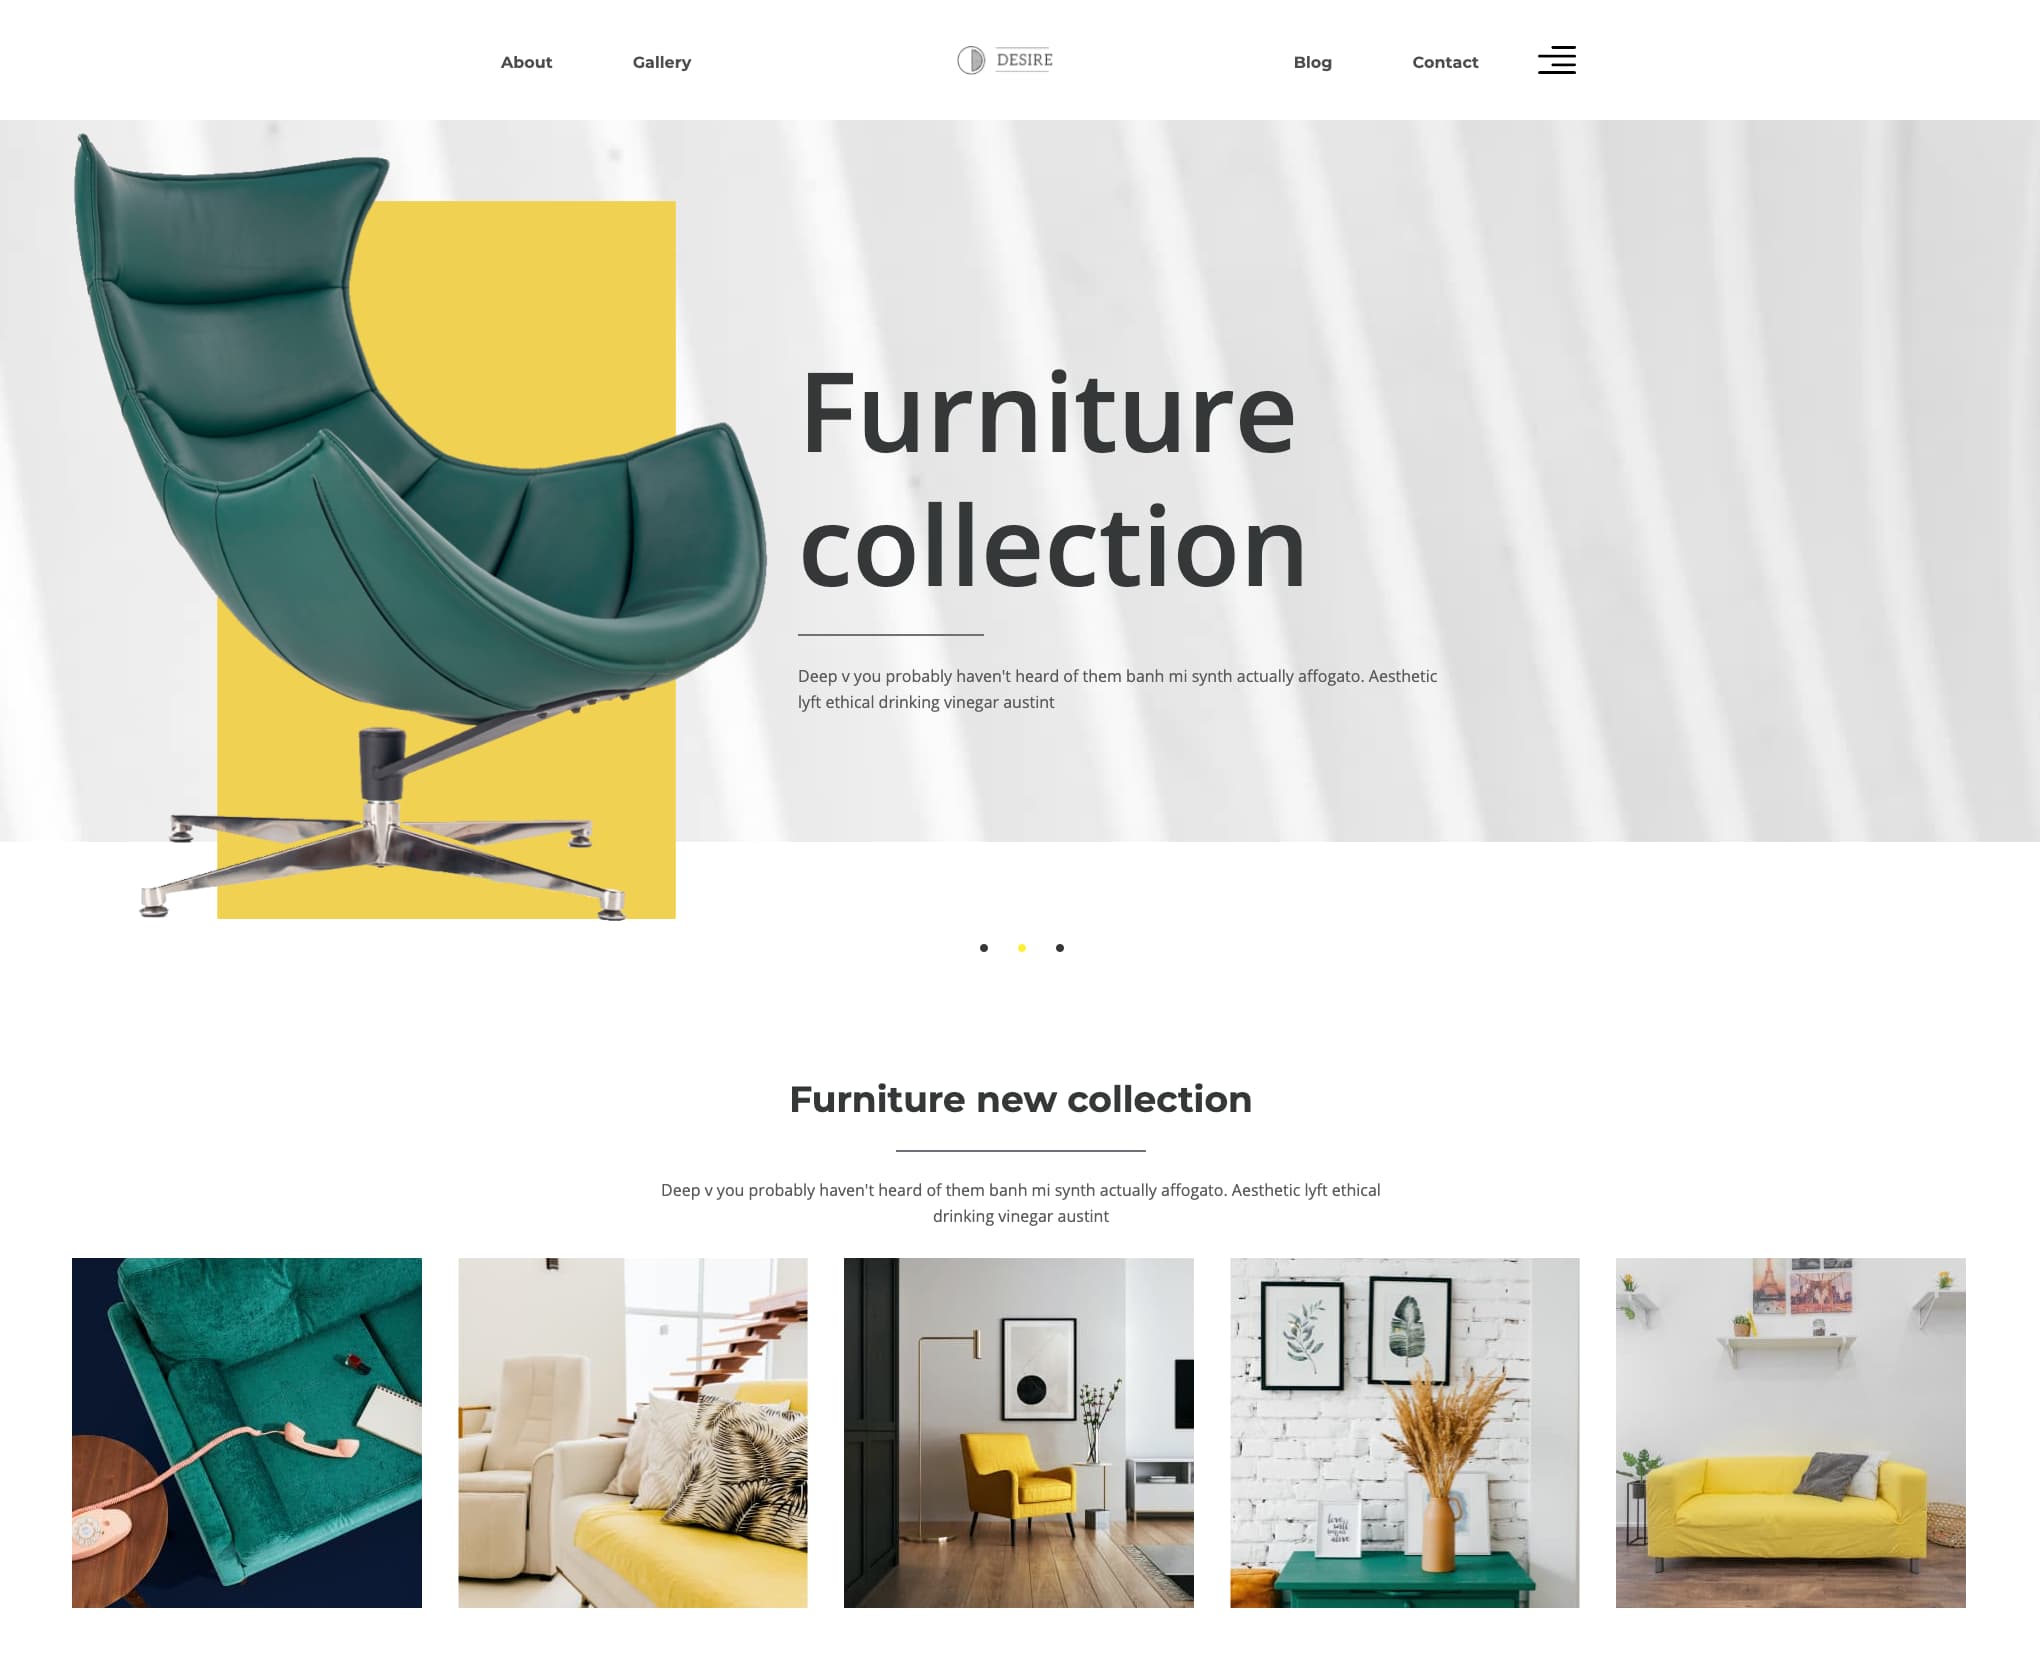 About
Gallery
DESIRE
Blog
Contact
Furniture
collection
Deep v you probably haven't heard of them banh mi synth actually affogato. Aesthetic
lyft ethical drinking vinegar austint
Furniture new collection
Deep v you probably haven't heard of them banh mi synth actually affogato. Aesthetic lyft ethical
drinking vinegar austint